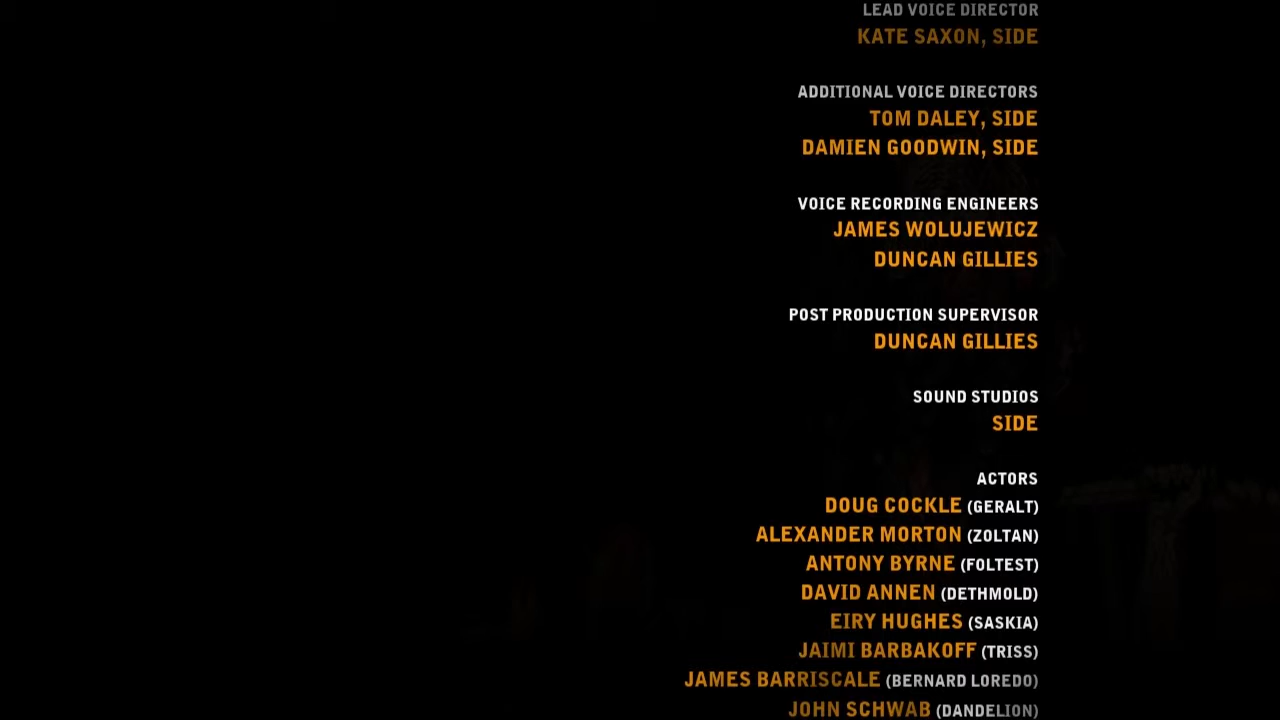 LEAD VOICE DIRECTOR
KATE SAXON, SIDE
ADDITIONAL VOICE DIRECTORS
TOM DALEY, SIDE
DAMIEN GOODWIN, SIDE
VOICE RECORDING ENGINEERS
JAMES WOLUJEWICZ
DUNCAN GILLIES
POST PRODUCTION SUPERVISOR
DUNCAN GILLIES
SOUND STUDIOS
SIDE
ACTORS
DOUG COCKLE (GERALT)
ALEXANDER MORTON (ZOLTAN)
ANTONY BYRNE (FOLTEST)
DAVID ANNEN (DETHMOLD)
EIRY HUGHES (SASKIA)
JAIMI BARBAKOFF (TRISS)
JAMES BARRISCALE (BERNARD LOREDO)
JOHN SCHWAB (DANDELION)